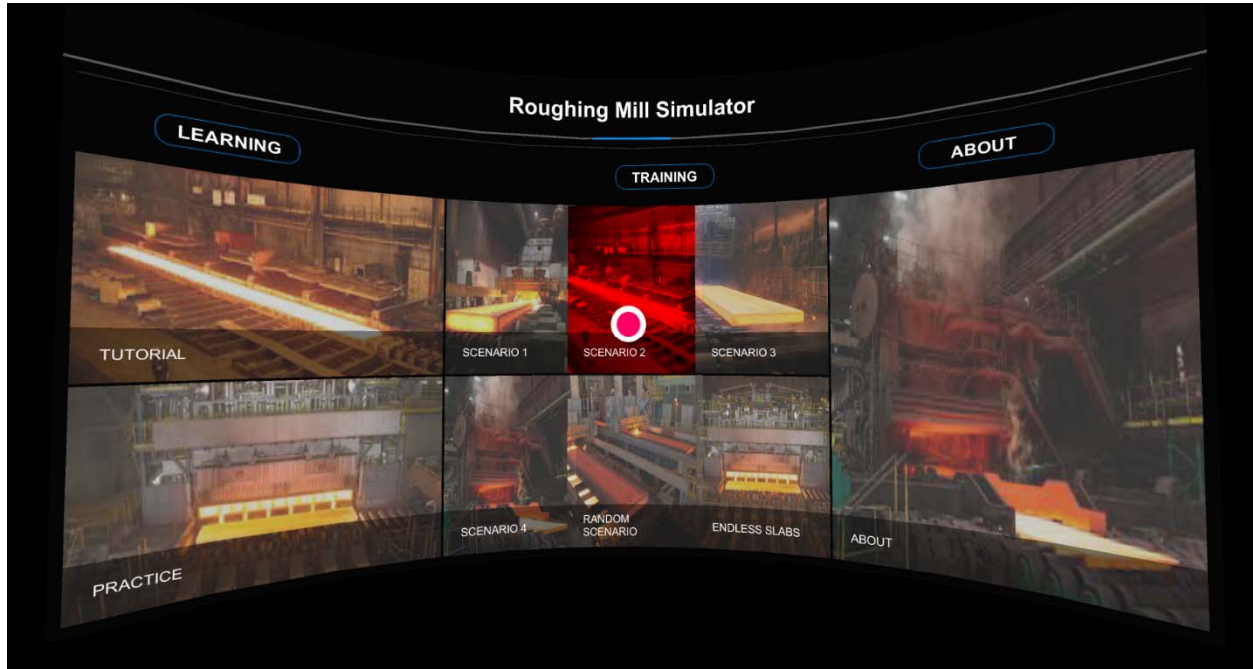 Roughing Mill Simulator
LEARNING
TRAINING
ABOUT
TUTORIAL
SCENARIO 1
SCENARIO 2
SCENARIO 3
PRACTICE
SCENARIO 4
RANDOM
SCENARIO
ENDLESS SLABS
ABOUT